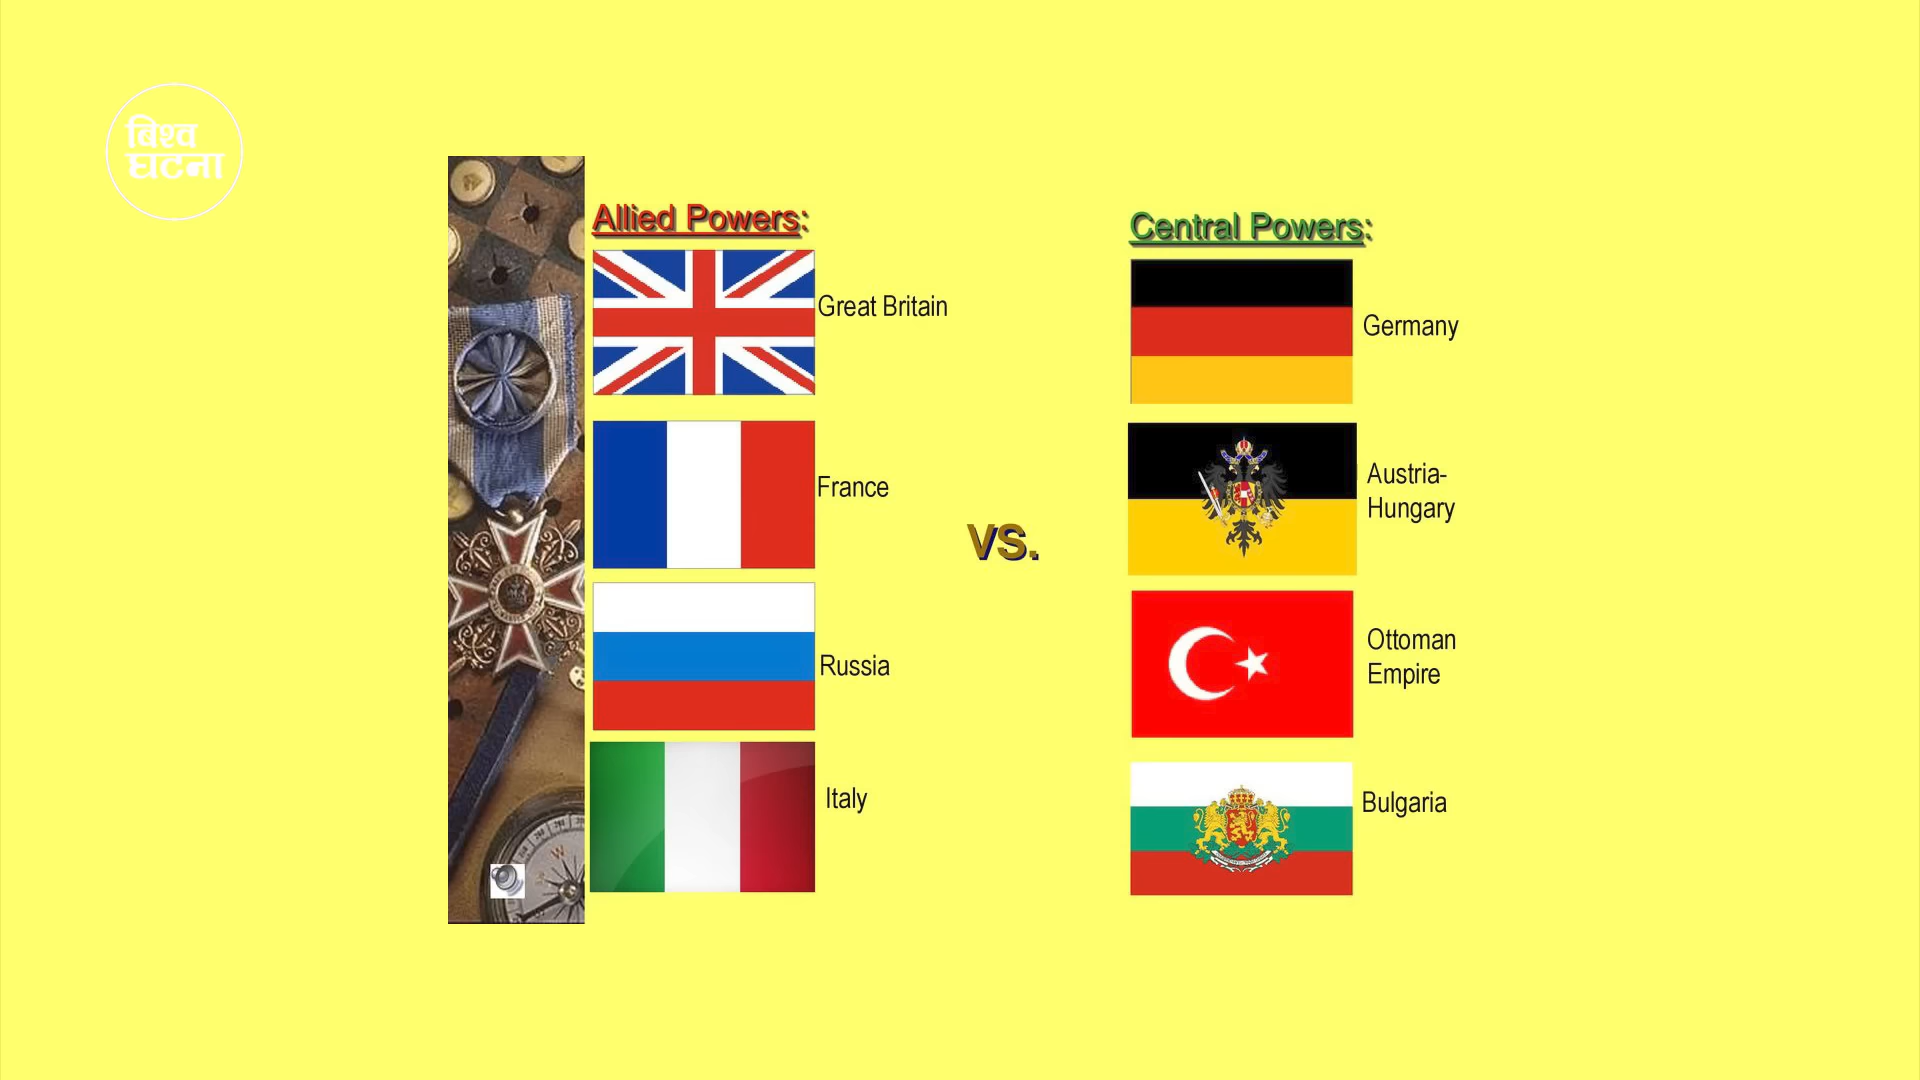 बिश्व
घटना
Allied Powers:
Great Britain
France
Russia
Italy
VS.
Central Powers:
Germany
Austria-
Hungary
Ottoman
Empire
Bulgaria